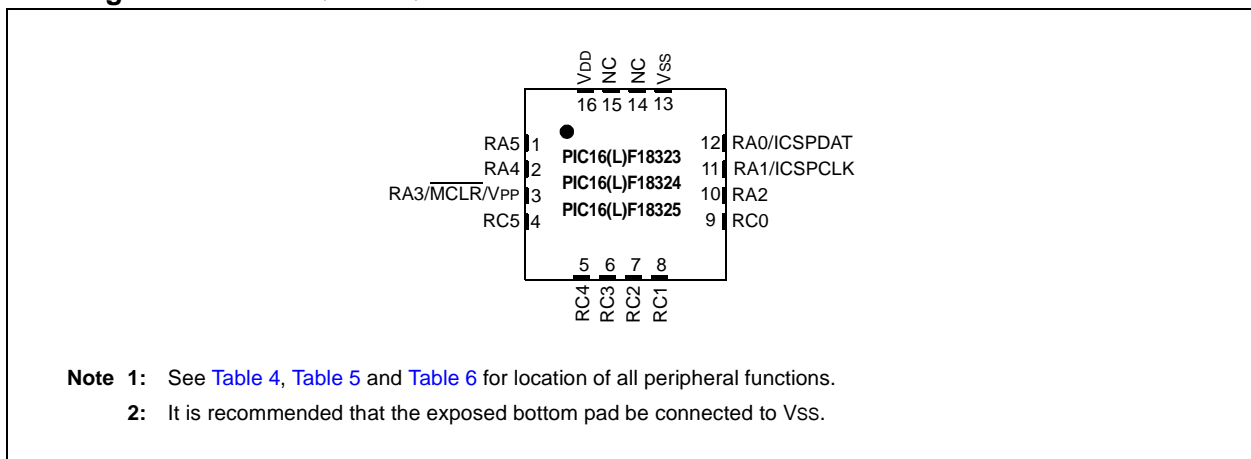 VDD NC NC VSS
16 15 14 13
RA5 1
RA4 2
RA3/MCLR/VPP 3
RC5 4
PIC16(L)F18323
PIC16(L)F18324
PIC16(L)F18325
12 RA0/ICSPDAT
11 RA1/ICSPCLK
10 RA2
9 RC0
5 6 7 8
RC4 RC3 RC2 RC1
Note 1: See Table 4, Table 5 and Table 6 for location of all peripheral functions.
2: It is recommended that the exposed bottom pad be connected to VSS.